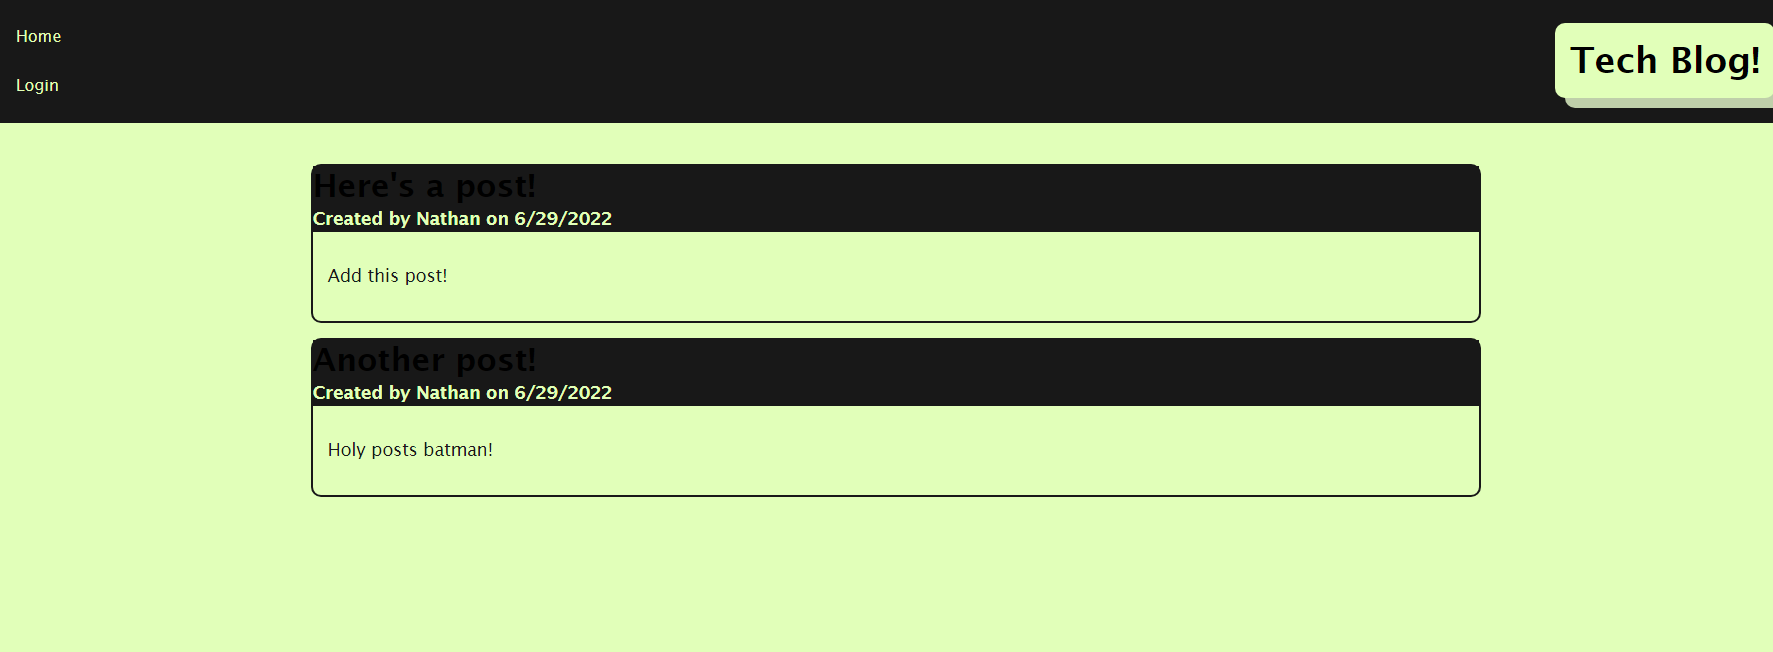 Home
Login
Tech Blog!
Here's a post!
Created by Nathan on 6/29/2022
Add this post!
Another post!
Created by Nathan on 6/29/2022
Holy posts batman!